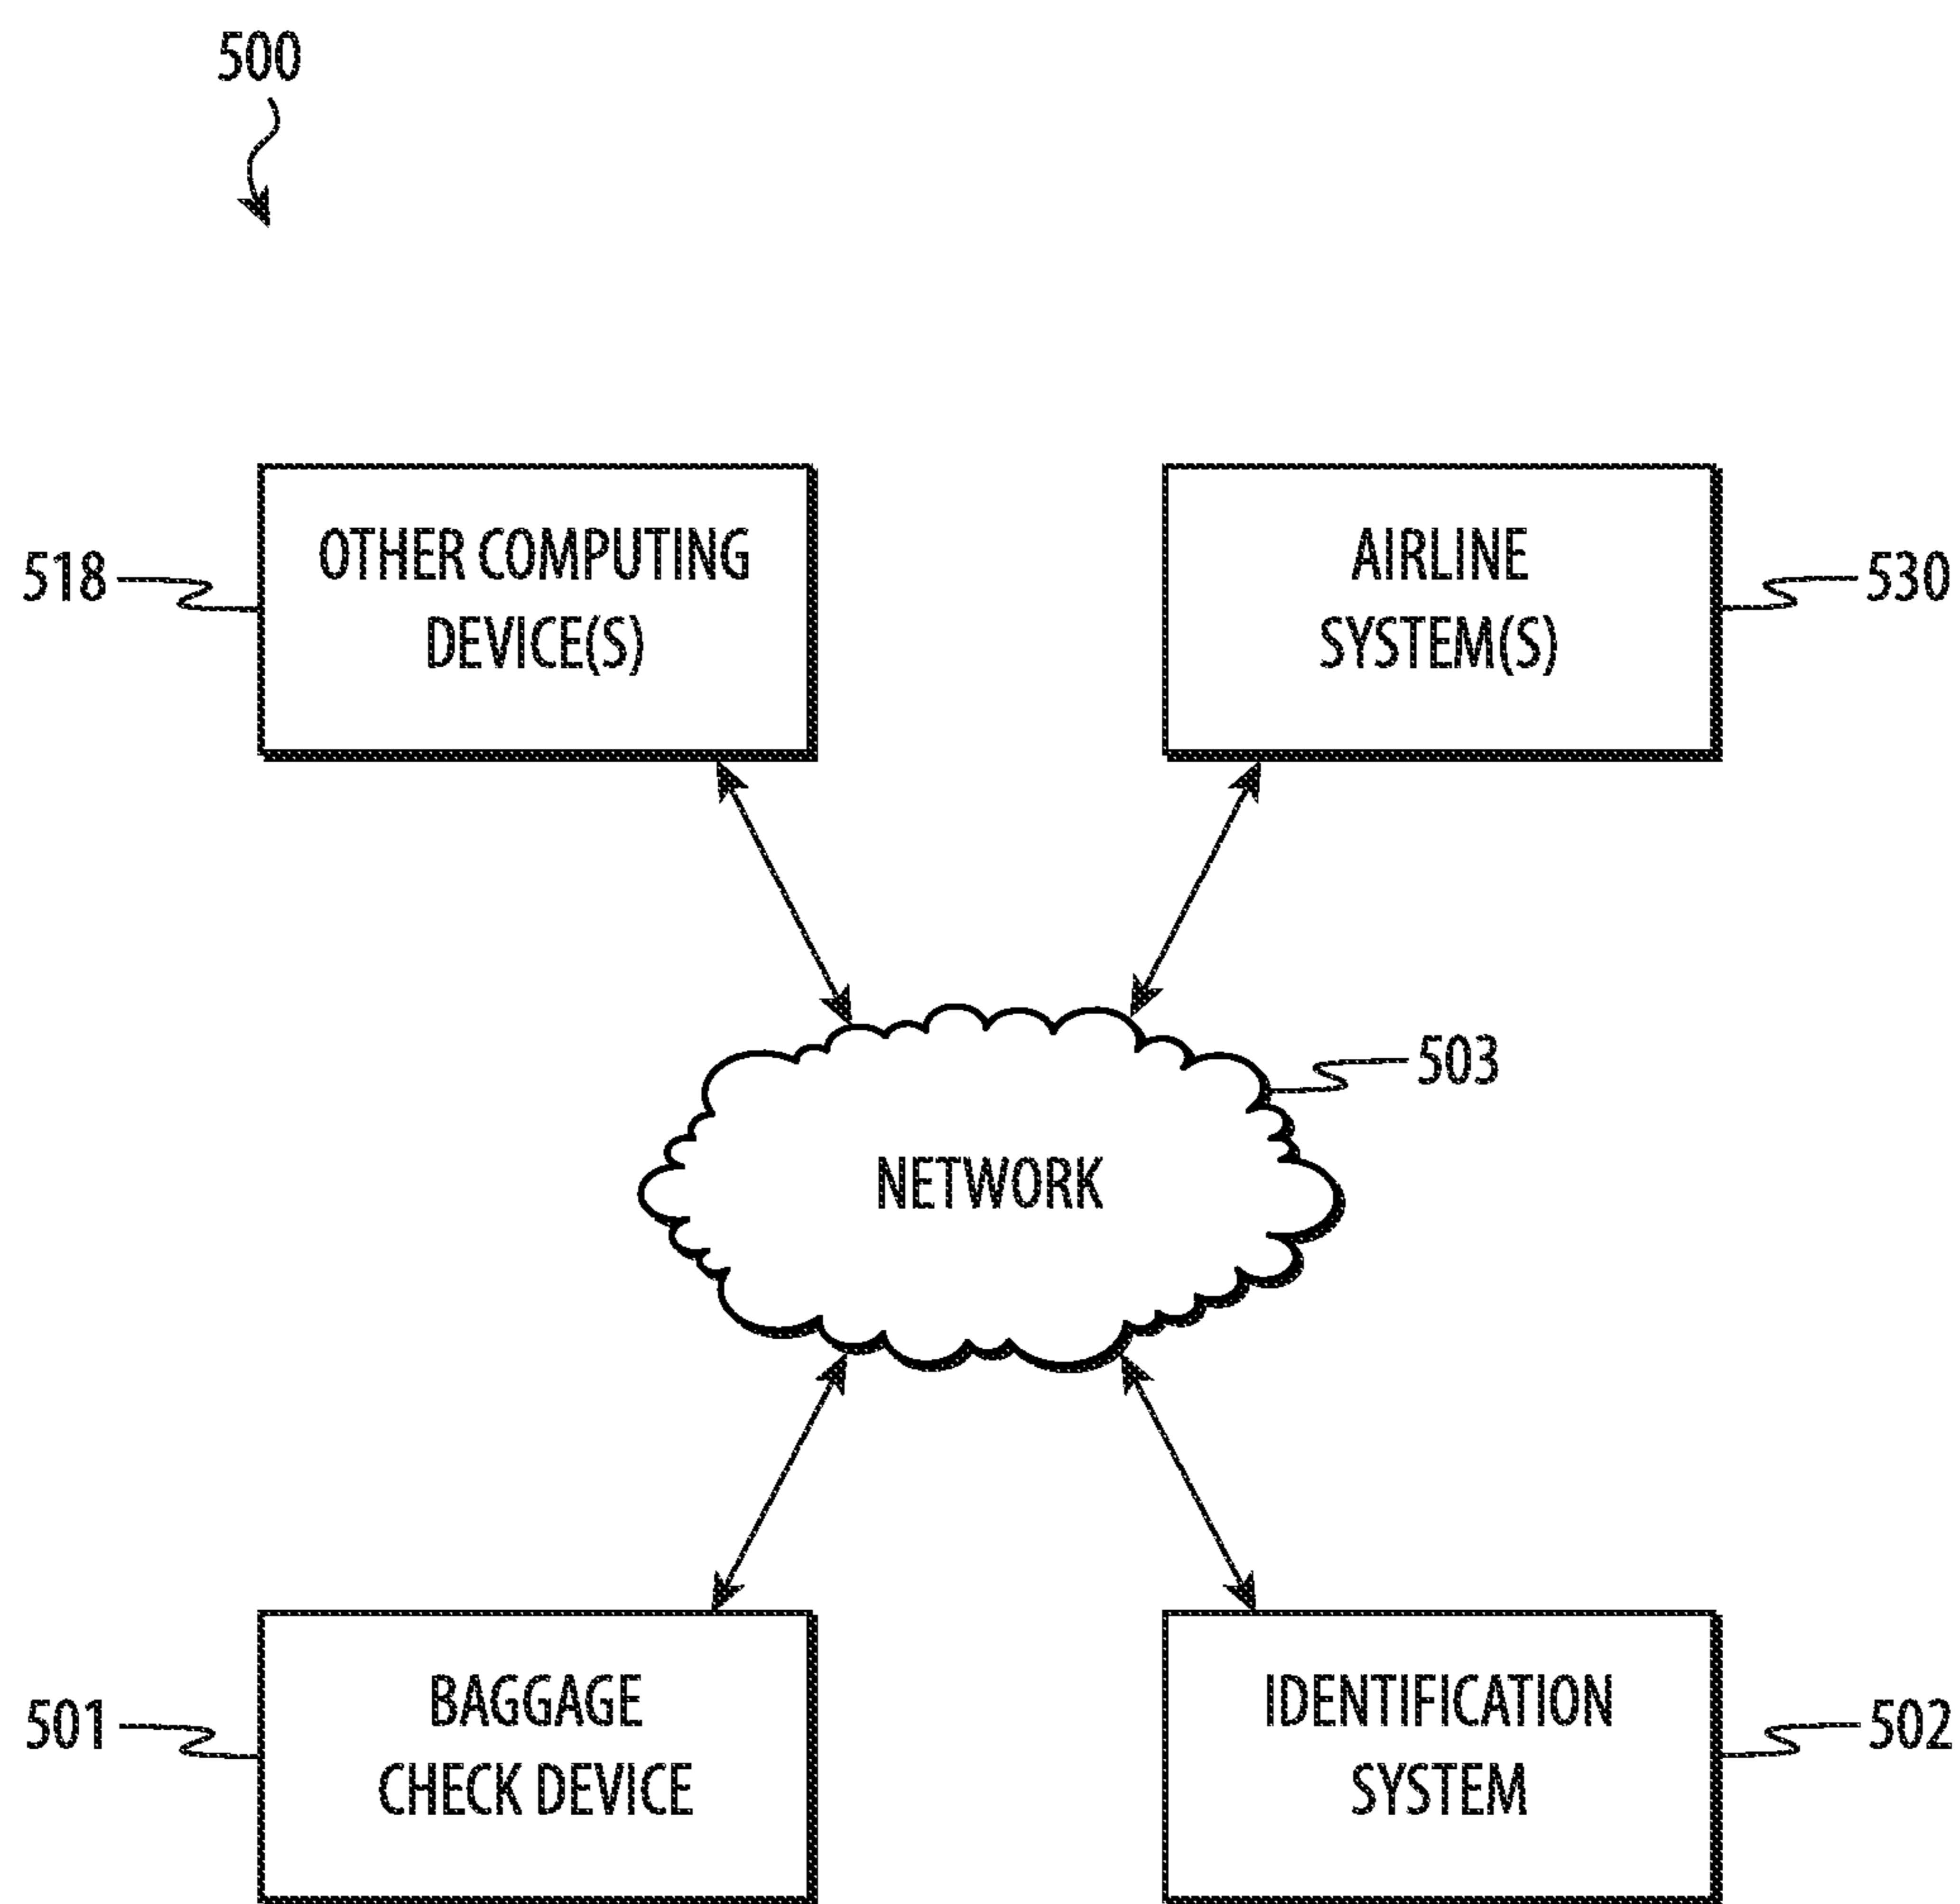 500
OTHER COMPUTING
DEVICE(S)
518
AIRLINE
SYSTEM(S)
530
503
NETWORK
BAGGAGE
CHECK DEVICE
501
IDENTIFICATION
SYSTEM
502